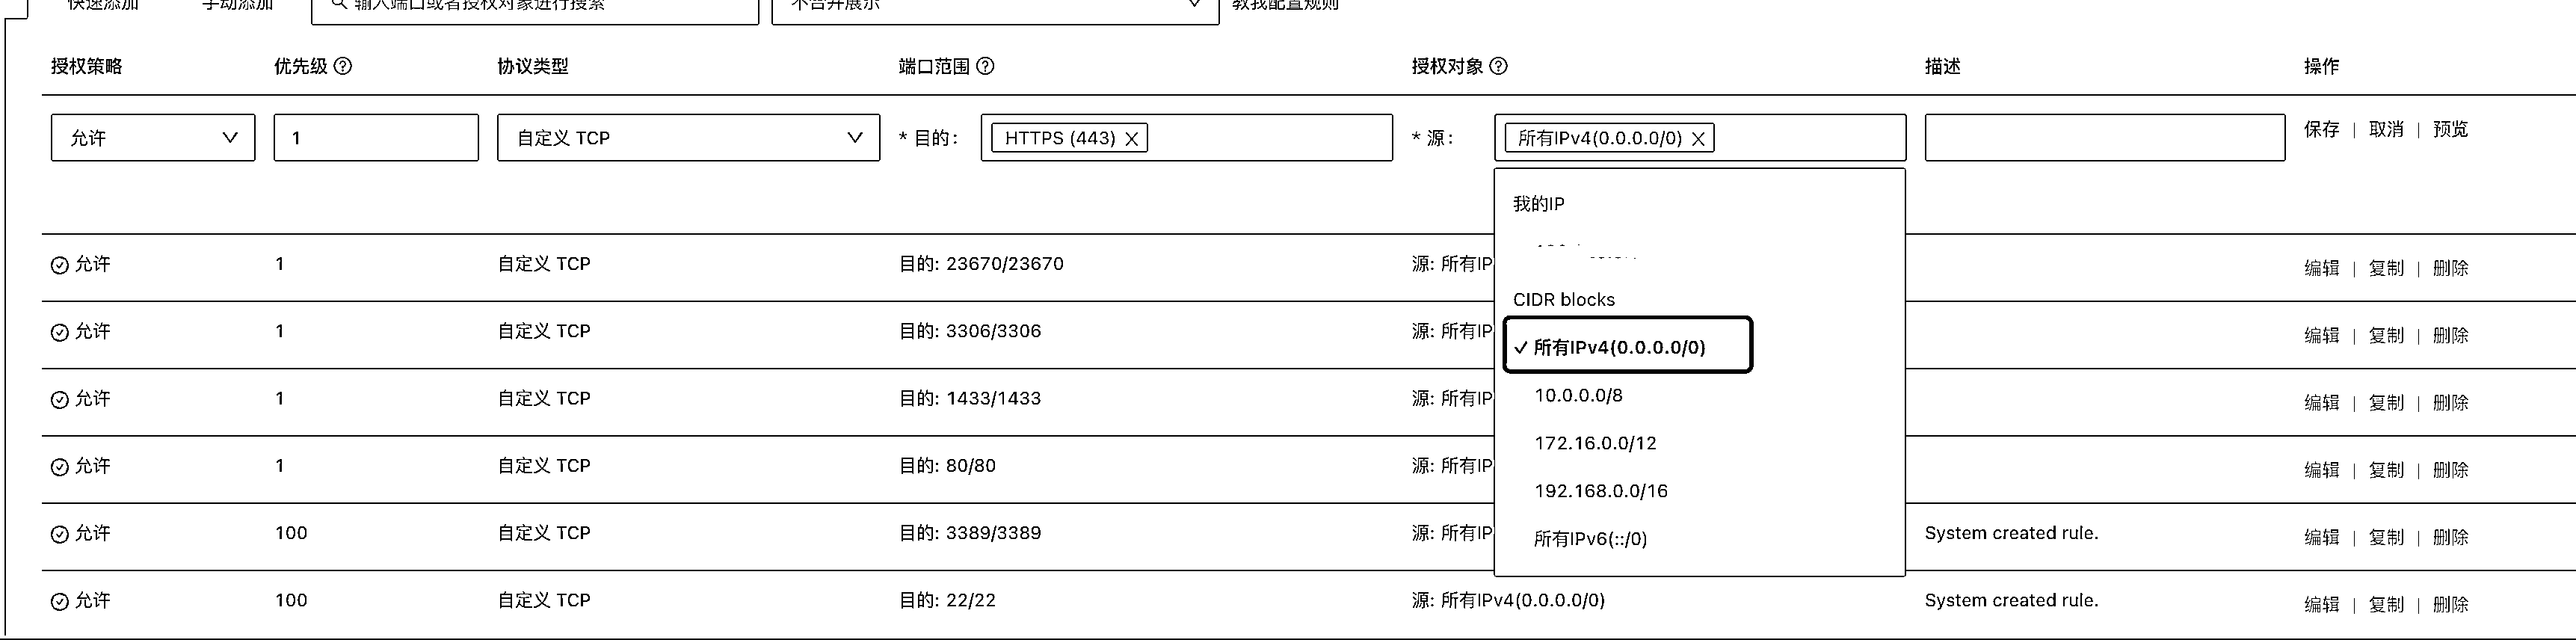 快速添加 手动添加 输入端口或者授权对象进行搜索 不合并展示 教我配置规则
授权策略 优先级 协议类型 端口范围 授权对象 描述 操作
允许 1 自定义 TCP * 目的: HTTPS (443) * 源: 所有IPv4(0.0.0.0/0) 保存 | 取消 | 预览
我的IP
允许 1 自定义 TCP 目的: 23670/23670 源: 所有IP 编辑 | 复制 | 删除
CIDR blocks
允许 1 自定义 TCP 目的: 3306/3306 源: 所有IP 编辑 | 复制 | 删除
所有IPv4(0.0.0.0/0)
允许 1 自定义 TCP 目的: 1433/1433 源: 所有IP 编辑 | 复制 | 删除
10.0.0.0/8
172.16.0.0/12
允许 1 自定义 TCP 目的: 80/80 源: 所有IP 编辑 | 复制 | 删除
192.168.0.0/16
允许 100 自定义 TCP 目的: 3389/3389 源: 所有IP System created rule. 编辑 | 复制 | 删除
所有IPv6(::/0)
允许 100 自定义 TCP 目的: 22/22 源: 所有IPv4(0.0.0.0/0) System created rule. 编辑 | 复制 | 删除